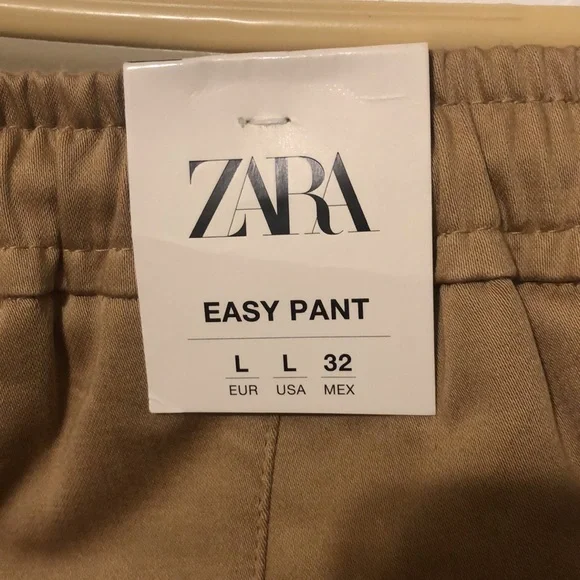 ZARA
EASY PANT
L L 32
EUR USA MEX